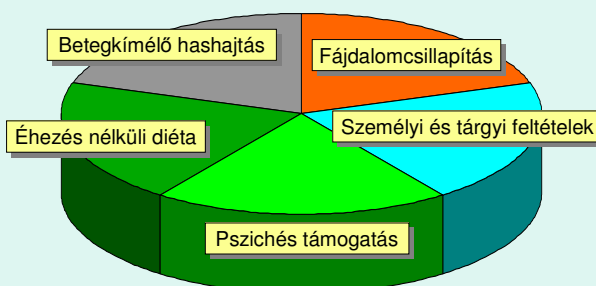 Betegkímélő hashajtás
Fájdalomcsillapítás
Éhezés nélküli diéta
Személyi és tárgyi feltételek
Pszichés támogatás